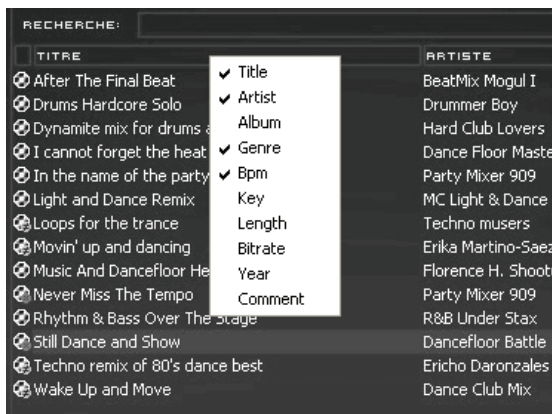 RECHERCHE:
TITRE ARTISTE
After The Final Beat BeatMix Mogul I
Drums Hardcore Solo Drummer Boy
Dynamite mix for drums Hard Club Lovers
I cannot forget the heat Dance Floor
In the name of the party Party Mixer 909
Light and Dance Remix MC Light & Dance
Loops for the trance Techno musers
Movin' up and dancing Erika Martino-Saez
Music And Dancefloor Florence H.
Never Miss The Tempo Party Mixer 909
Rhythm & Bass Over The Stage R&B Under Stax
Still Dance and Show Dancefloor Battle
Techno remix of 80's dance best Ericho Daronzales
Wake Up and Move Dance Club Mix
Title
Artist
Album
Genre
Bpm
Key
Length
Bitrate
Year
Comment